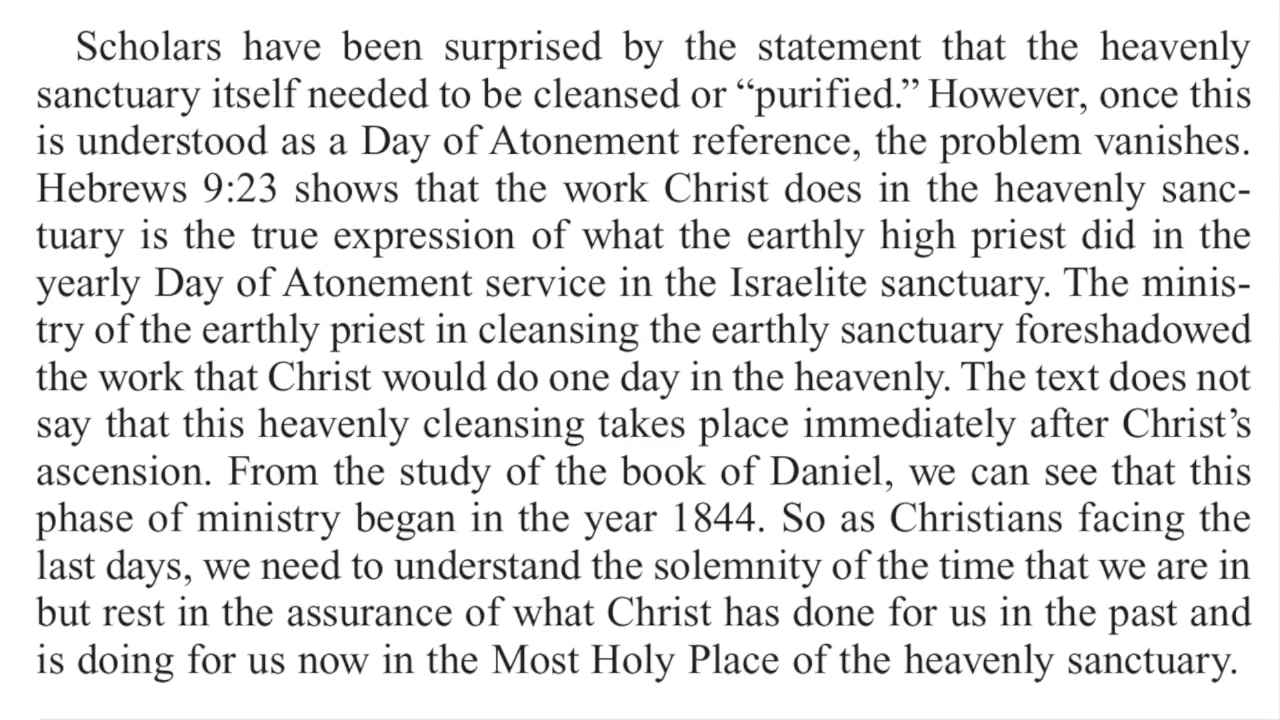 Scholars have been surprised by the statement that the heavenly
sanctuary itself needed to be cleansed or “purified.” However, once this
is understood as a Day of Atonement reference, the problem vanishes.
Hebrews 9:23 shows that the work Christ does in the heavenly sanc-
tuary is the true expression of what the earthly high priest did in the
yearly Day of Atonement service in the Israelite sanctuary. The minis-
try of the earthly priest in cleansing the earthly sanctuary foreshadowed
the work that Christ would do one day in the heavenly. The text does not
say that this heavenly cleansing takes place immediately after Christ’s
ascension. From the study of the book of Daniel, we can see that this
phase of ministry began in the year 1844. So as Christians facing the
last days, we need to understand the solemnity of the time that we are in
but rest in the assurance of what Christ has done for us in the past and
is doing for us now in the Most Holy Place of the heavenly sanctuary.